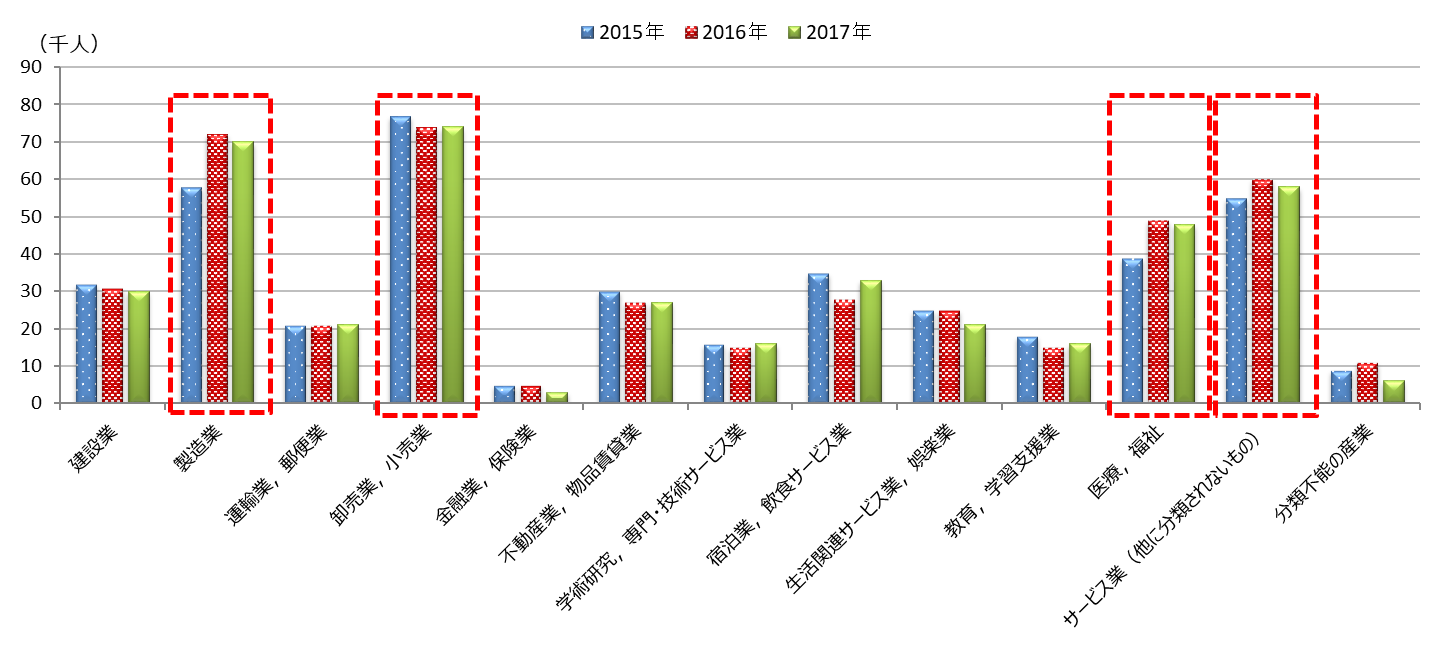 2015年 2016年 2017年
（千人）
90
80
70
60
50
40
30
20
10
0
建設業
製造業
運輸業，郵便業
卸売業，小売業
金融業，保険業
不動産業，物品賃貸業
学術研究，専門・技術サービス業
宿泊業，飲食サービス業
生活関連サービス業，娯楽業
教育，学習支援業
医療，福祉
サービス業（他に分類されないもの）
分類不能の産業